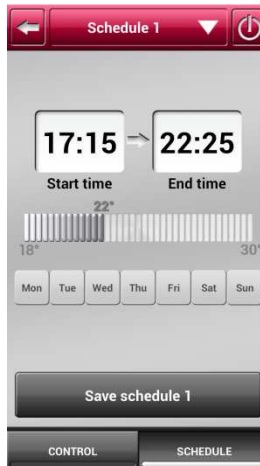 Schedule 1
17:15 22:25
Start time End time
22°
18° 30°
Mon Tue Wed Thu Fri Sat Sun
Save schedule 1
CONTROL SCHEDULE